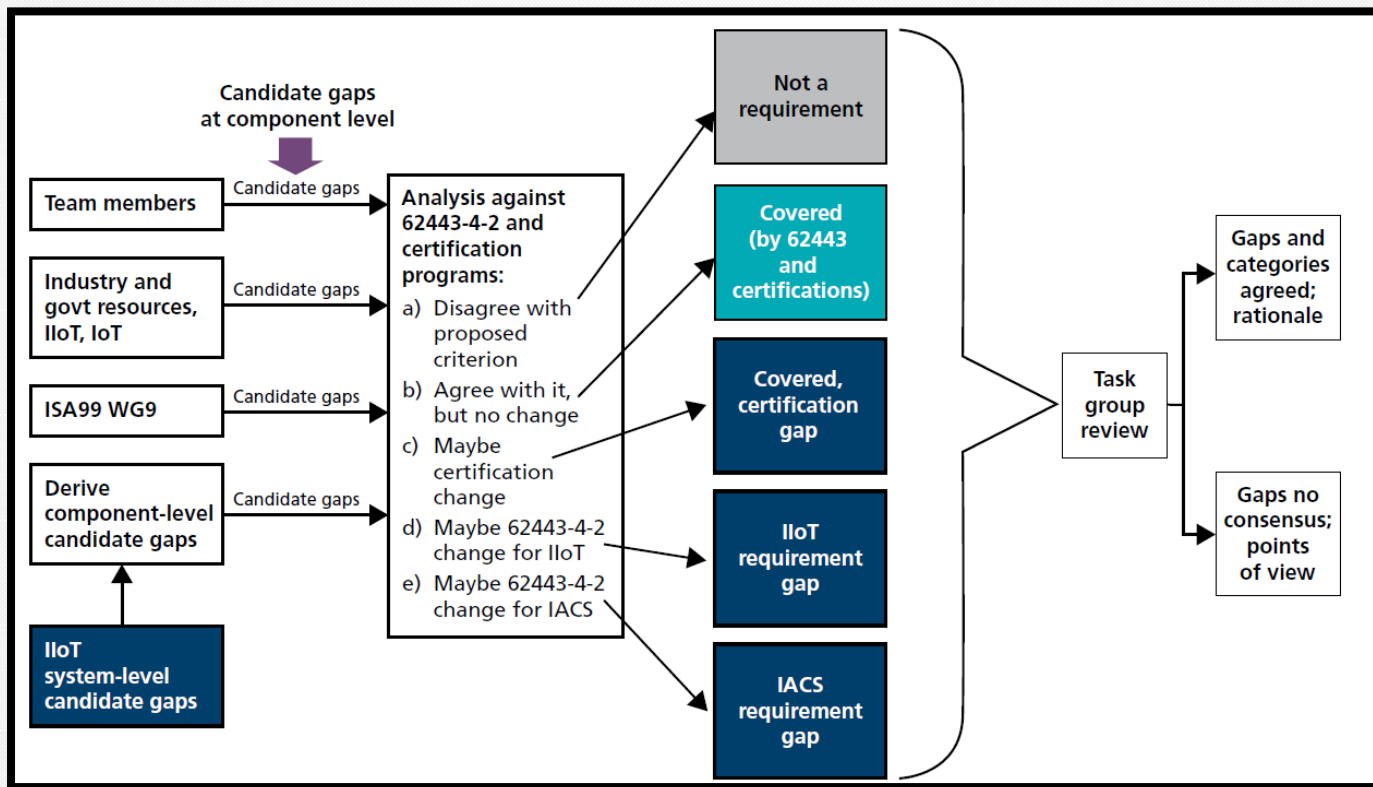 Candidate gaps
at component level
Team members
Candidate gaps
Industry and
govt resources,
IIoT, IoT
Candidate gaps
ISA99 WG9
Candidate gaps
Derive
component-level
candidate gaps
Candidate gaps
IIoT
system-level
candidate gaps
Analysis against
62443-4-2 and
certification
programs:
a) Disagree with
proposed
criterion
b) Agree with it,
but no change
c) Maybe
certification
change
d) Maybe 62443-4-2
change for IIoT
e) Maybe 62443-4-2
change for IACS
Not a
requirement
Covered
(by 62443
and
certifications)
Covered,
certification
gap
IIoT
requirement
gap
IACS
requirement
gap
Task
group
review
Gaps and
categories
agreed;
rationale
Gaps no
consensus;
points
of view